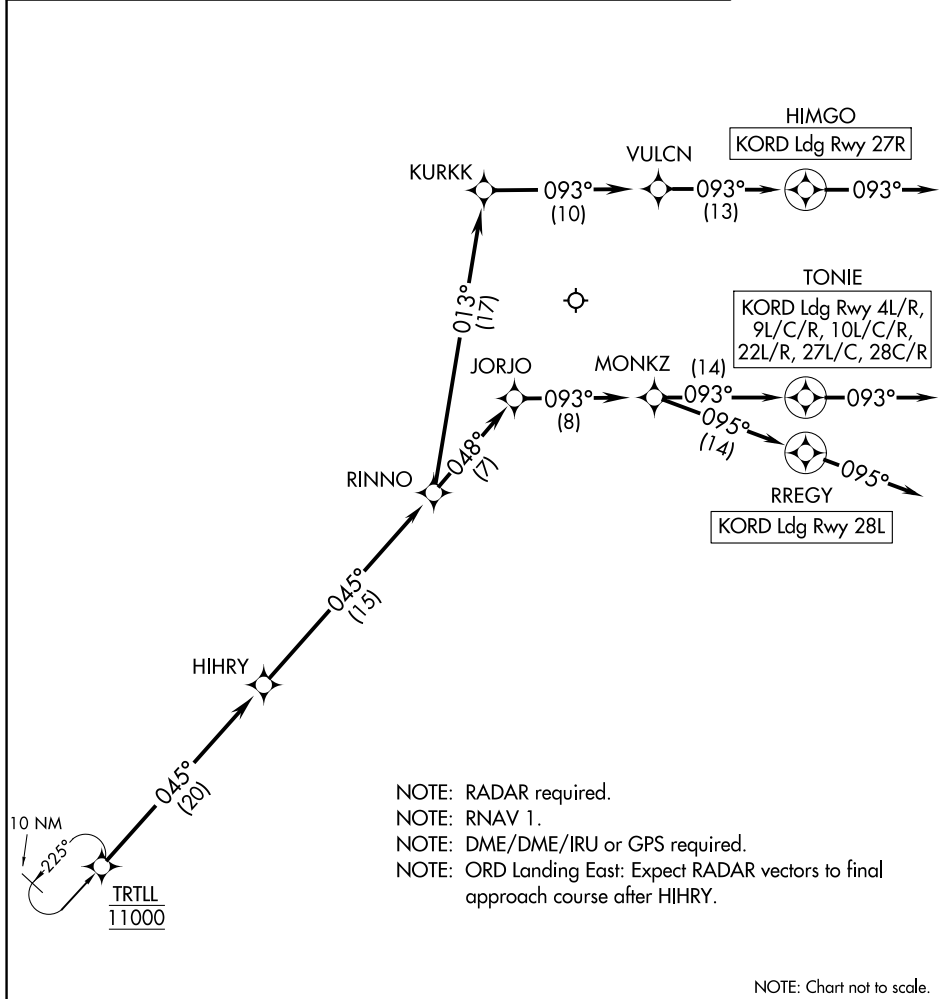 HIMGO
KORD Ldg Rwy 27R
VULCN
KURKK
093°
(10)
093°
(13)
093°
013°
(17)
TONIE
KORD Ldg Rwy 4L/R,
9L/C/R, 10L/C/R,
22L/R, 27L/C, 28C/R
JORJO
MONKZ
(14)
093°
(8)
093°
093°
095°
(14)
048°
(7)
RINNO
095°
RREGY
KORD Ldg Rwy 28L
045°
(15)
HIHRY
045°
(20)
10 NM
225°
TRTLL
11000
NOTE: RADAR required.
NOTE: RNAV 1.
NOTE: DME/DME/IRU or GPS required.
NOTE: ORD Landing East: Expect RADAR vectors to final
approach course after HIHRY.
NOTE: Chart not to scale.